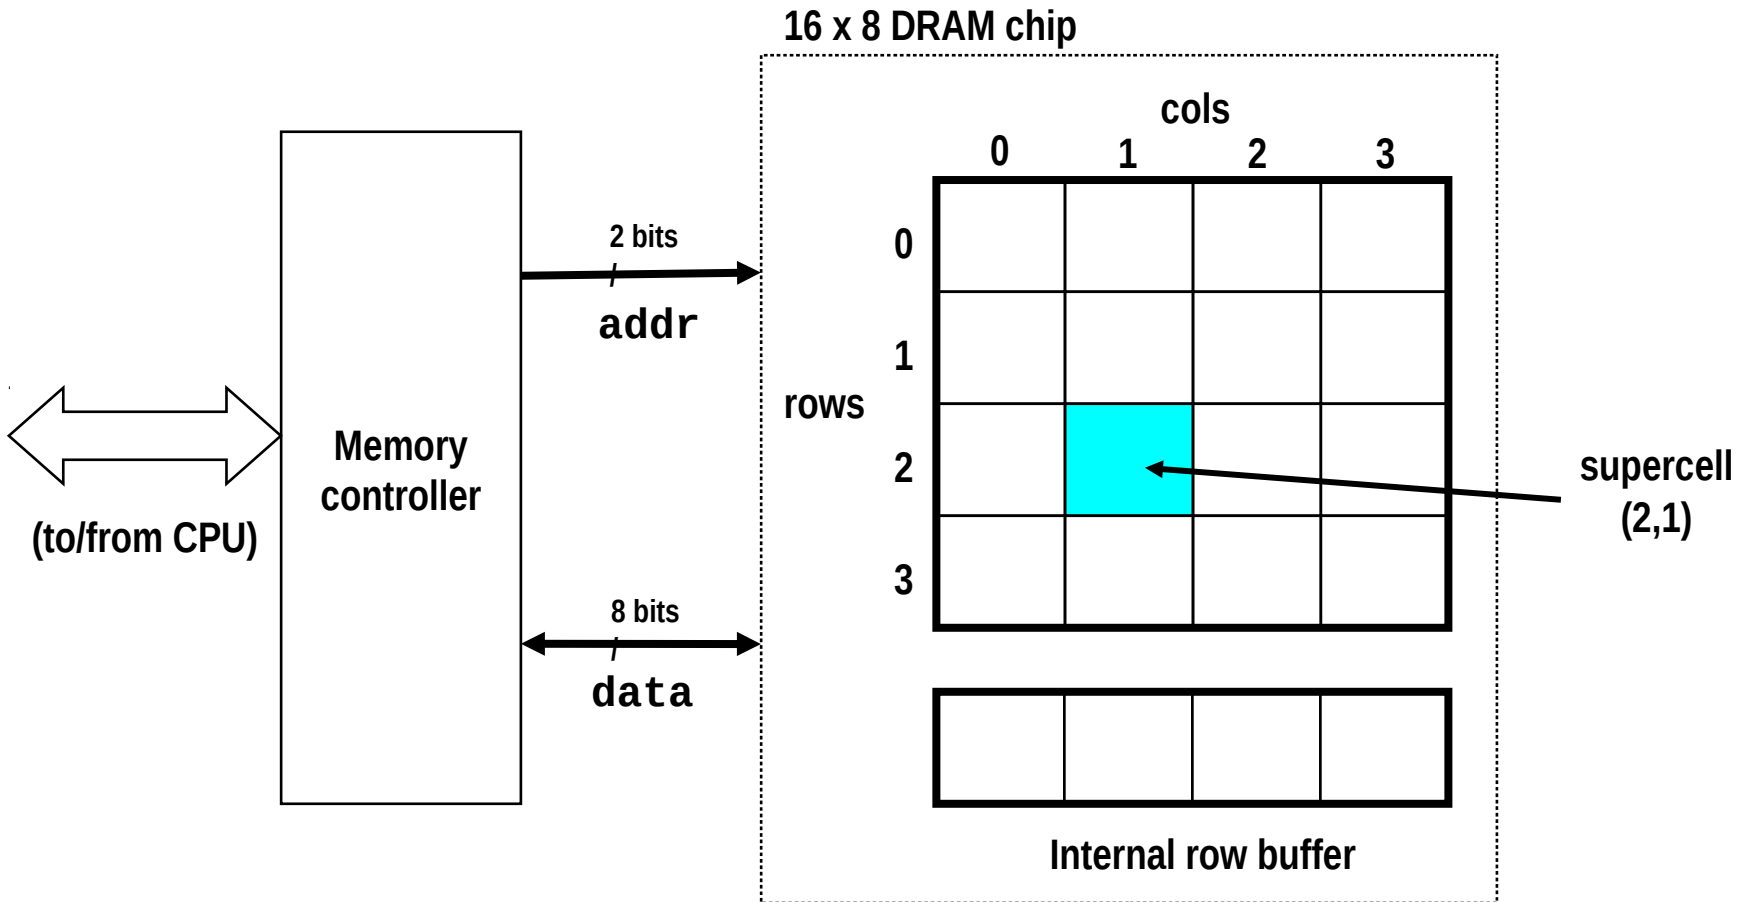 16 x 8 DRAM chip
cols
0 1 2 3
0
1
rows
2
3
2 bits
addr
Memory
controller
(to/from CPU)
8 bits
data
supercell
(2,1)
Internal row buffer